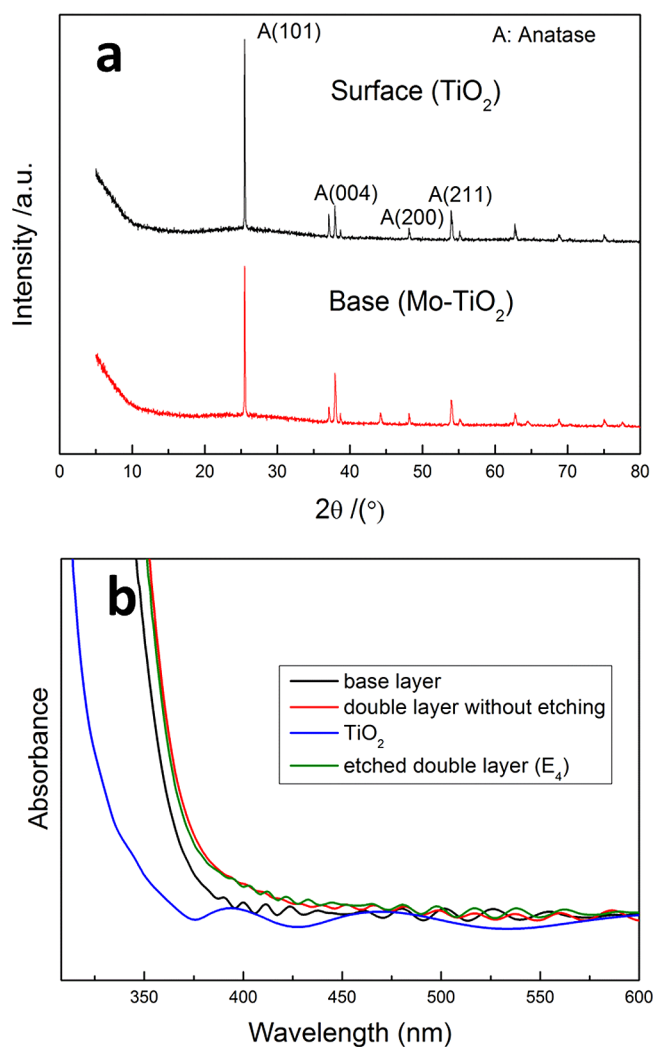 a
A(101)
A: Anatase
Surface (TiO₂)
A(004)
A(200)
A(211)
Base (Mo-TiO₂)
Intensity /a.u.
0 10 20 30 40 50 60 70 80
2θ /(°)
b
base layer
double layer without etching
TiO₂
etched double layer (E₄)
Absorbance
350 400 450 500 550 600
Wavelength (nm)